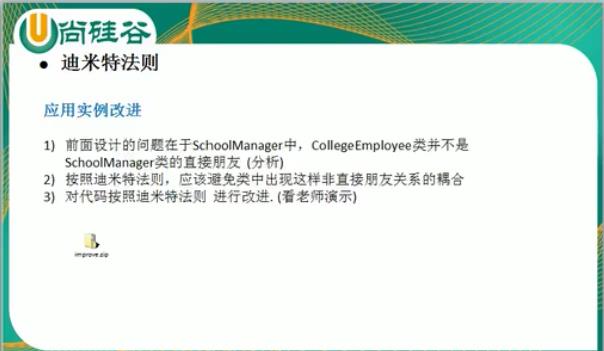 尚硅谷
● 迪米特法则
应用实例改进
1) 前面设计的问题在于SchoolManager中，CollegeEmployee类并不是
SchoolManager类的直接朋友 (分析)
2) 按照迪米特法则，应该避免类中出现这样非直接朋友关系的耦合
3) 对代码按照迪米特法则 进行改进. (看老师演示)
improve.zip